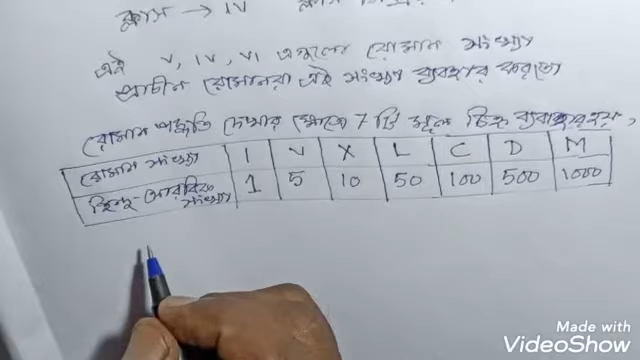 ক্লাস → IV ক্লাস
এই V, IV, VI এগুলো রোমান সংখ্যা
প্রাচীন রোমানরা এই সংখ্যা ব্যবহার করতো
রোমান পদ্ধতি লেখার ক্ষেত্রে 7 টি মূল চিহ্ন ব্যবহার হয়,
রোমান সংখ্যা I V X L C D M
হিন্দু-আরবিক সংখ্যা 1 5 10 50 100 500 1000
Made with
VideoShow